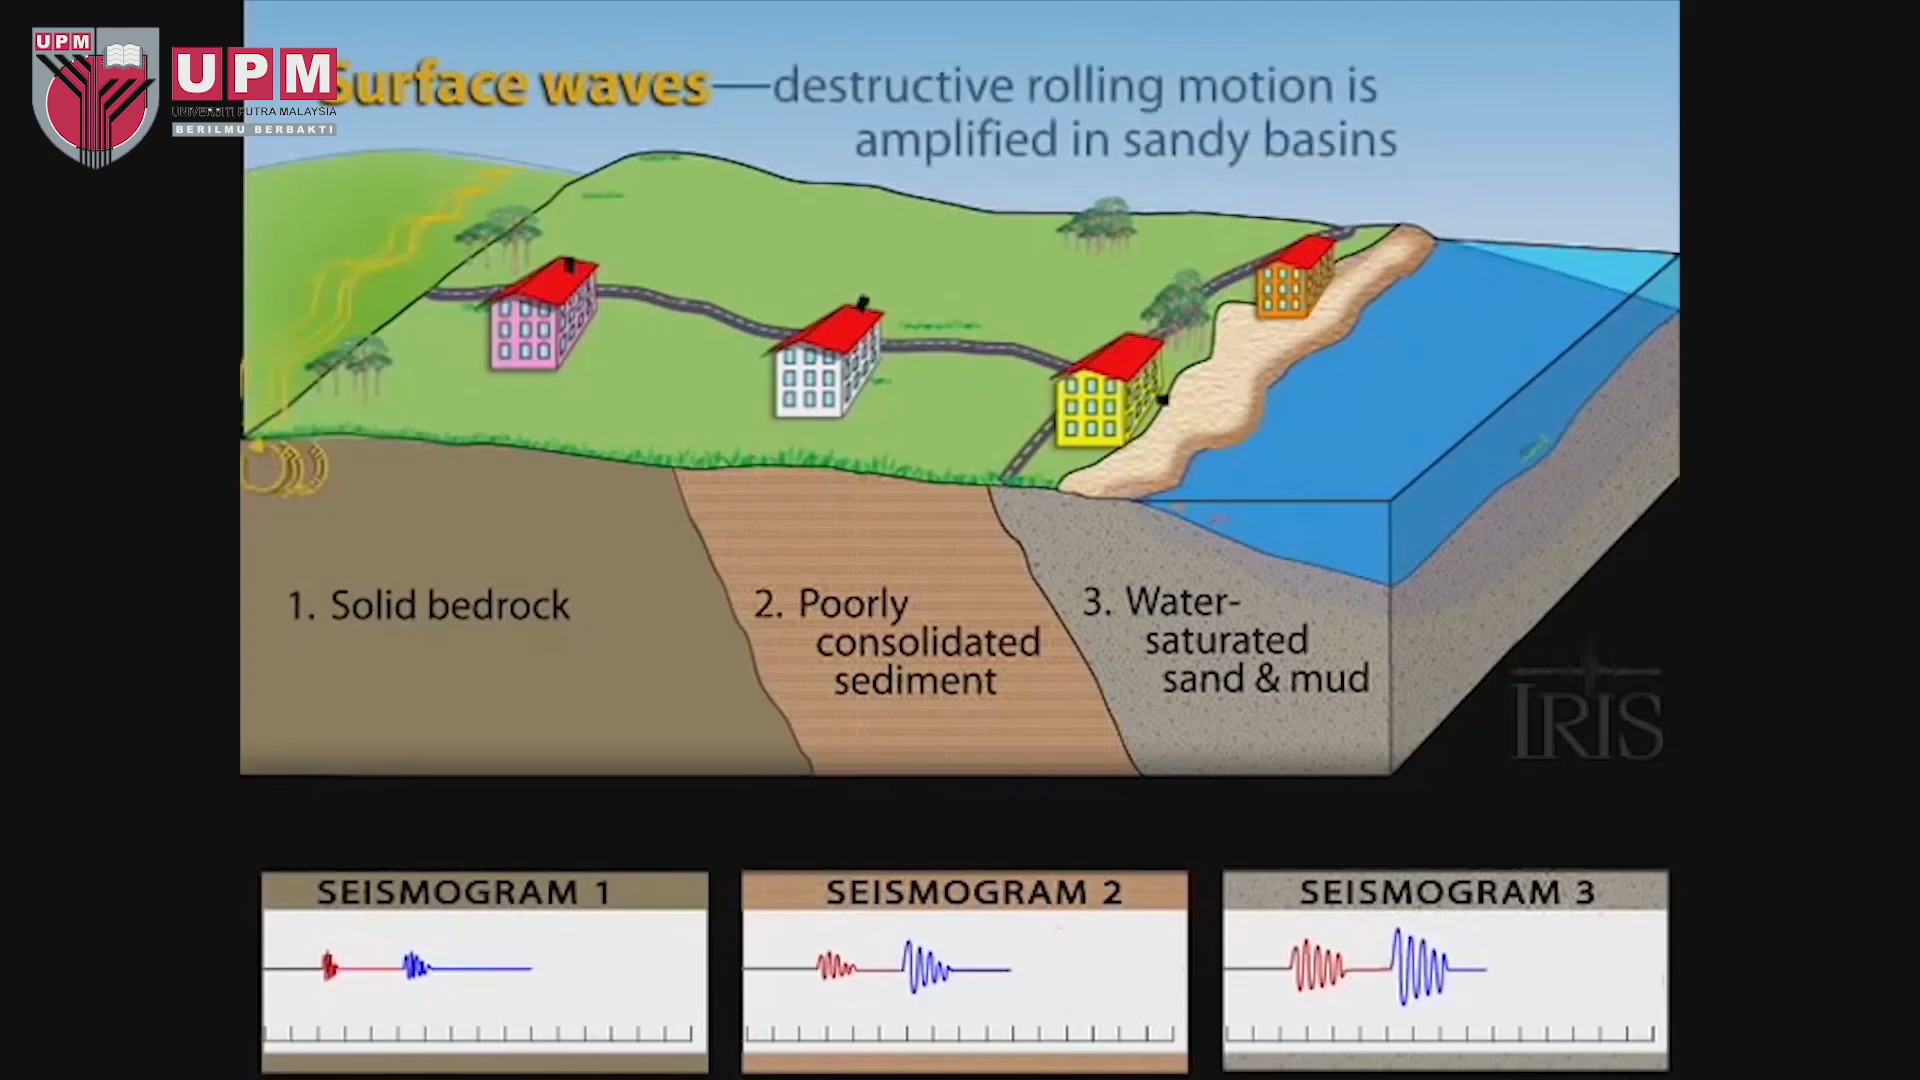 UPM
UPM
UNIVERSITI PUTRA MALAYSIA
BERILMU BERBAKTI
Surface waves—destructive rolling motion is
amplified in sandy basins
1. Solid bedrock
2. Poorly
consolidated
sediment
3. Water-
saturated
sand & mud
IRIS
SEISMOGRAM 1
SEISMOGRAM 2
SEISMOGRAM 3